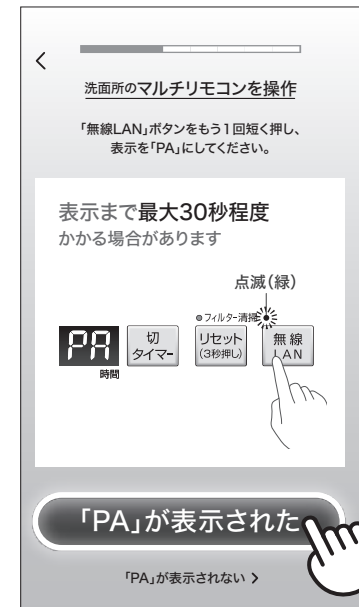 洗面所のマルチリモコンを操作
「無線LAN」ボタンをもう1回短く押し、
表示を「PA」にしてください。
表示まで最大30秒程度
かかる場合があります
点滅(緑)
フィルター清掃
PA
時間
切
タイマー
リセット
(3秒押し)
無線
LAN
「PA」が表示された
「PA」が表示されない >